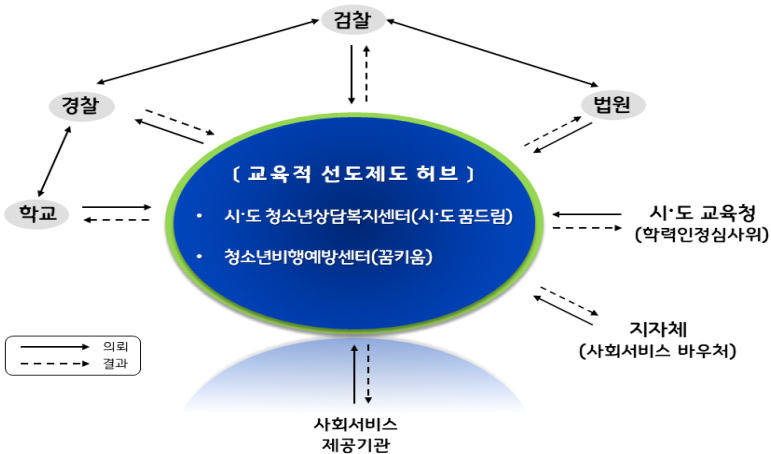 검찰
경찰
법원
학교
[ 교육적 선도제도 허브 ]
• 시·도 청소년상담복지센터(시·도 꿈드림)
• 청소년비행예방센터(꿈키움)
시·도 교육청
(학력인정심사위)
지자체
(사회서비스 바우처)
의뢰
결과
사회서비스
제공기관